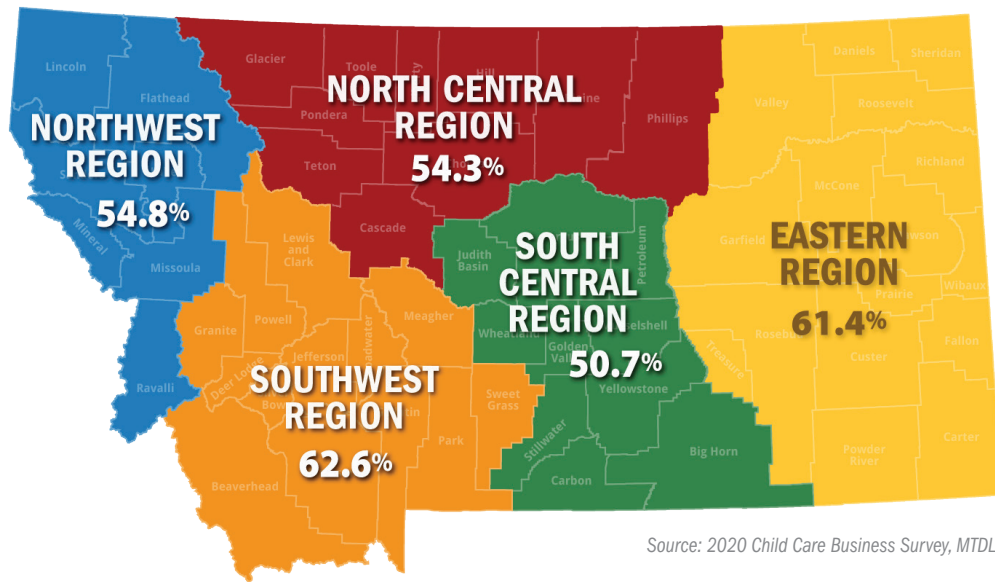 Lincoln
Flathead
NORTHWEST
REGION
54.8%
Mineral
Missoula
Ravalli
Glacier
Toole
Pondera
Teton
Cascade
Phillips
NORTH CENTRAL
REGION
54.3%
Lewis
and
Clark
Granite
Powell
Meagher
Jefferson
Deer Lodge
SOUTHWEST
REGION
62.6%
Sweet
Grass
Park
Beaverhead
Judith
Basin
Petroleum
SOUTH
CENTRAL
REGION
50.7%
Golden
Yellowstone
Stillwater
Carbon
Big Horn
Daniels
Sheridan
Valley
Roosevelt
Richland
McCone
Garfield
EASTERN
REGION
61.4%
Prairie
Wibaux
Treasure
Custer
Fallon
Powder
River
Carter
Source: 2020 Child Care Business Survey, MTDL